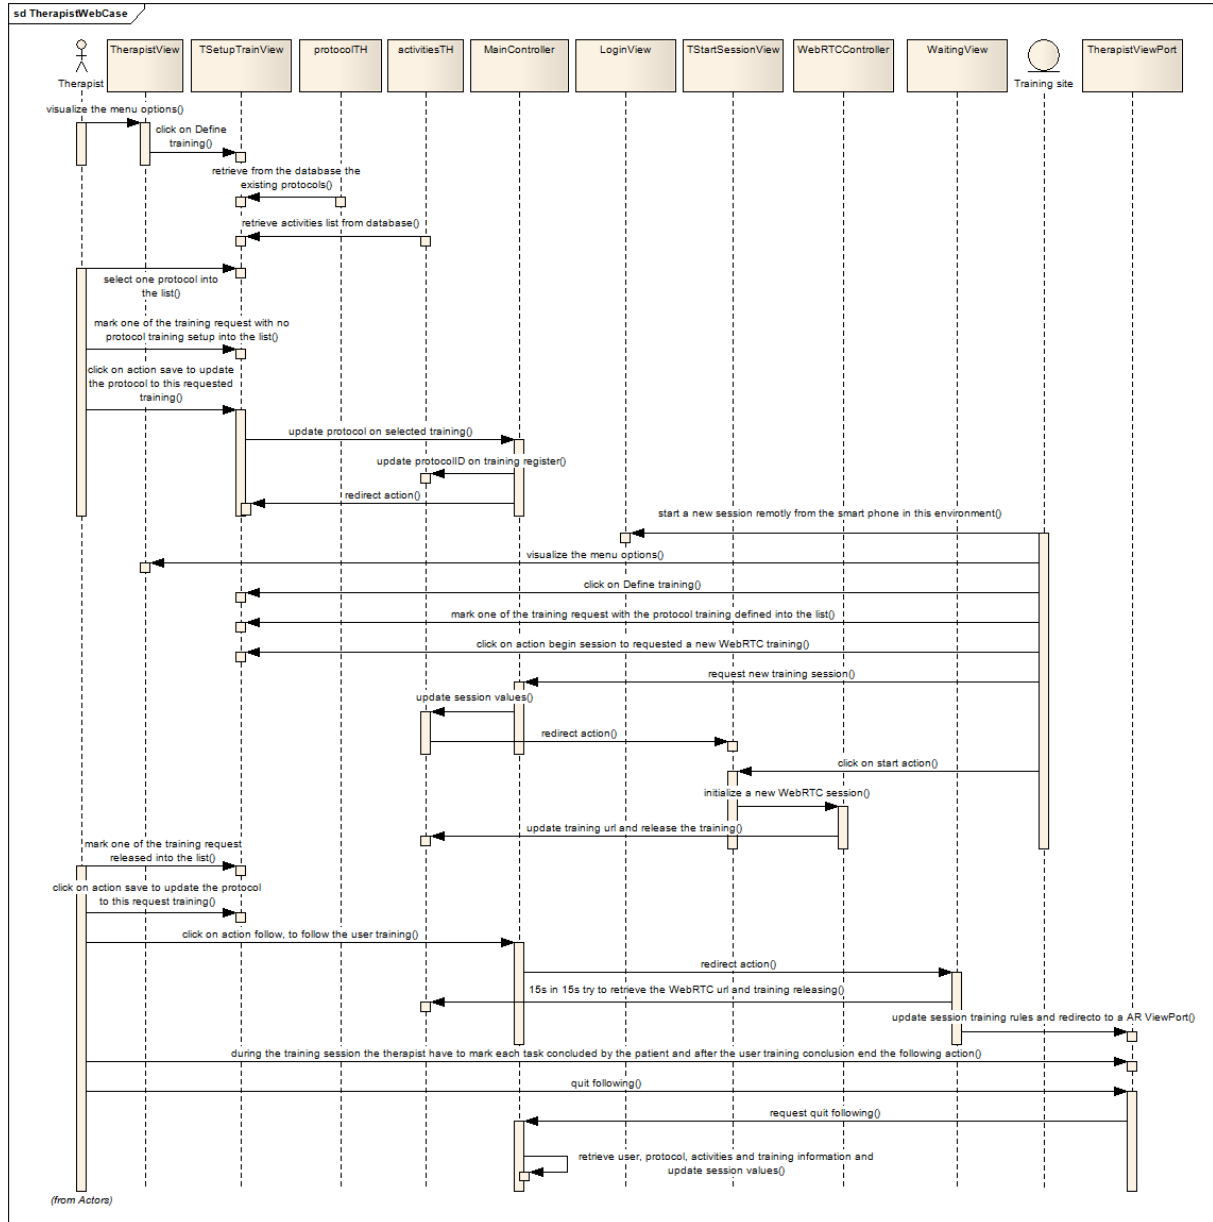 sd TherapistWebCase
Therapist
TherapistView
TSetupTrainView
protocolTH
activitiesTH
MainController
LoginView
TStartSessionView
WebRTCController
WaitingView
Training site
TherapistViewPort
visualize the menu options()
click on Define
training()
retrieve from the database the
existing protocols()
retrieve activities list from database()
select one protocol into
the list()
mark one of the training request with no
protocol training setup into the list()
click on action save to update
the protocol to this requested
training()
update protocol on selected training()
update protocolID on training register()
redirect action()
start a new session remotly from the smart phone in this environment()
visualize the menu options()
click on Define training()
mark one of the training request with the protocol training defined into the list()
click on action begin session to requested a new WebRTC training()
request new training session()
update session values()
redirect action()
click on start action()
initialize a new WebRTC session()
update training url and release the training()
mark one of the training request
released into the list()
click on action save to update the protocol
to this request training()
click on action follow, to follow the user training()
redirect action()
15s in 15s try to retrieve the WebRTC url and training releasing()
update session training rules and redirecto to a AR ViewPort()
during the training session the therapist have to mark each task concluded by the patient and after the user training conclusion end the following action()
quit following()
request quit following()
retrieve user, protocol, activities and training information and
update session values()
(from Actors)